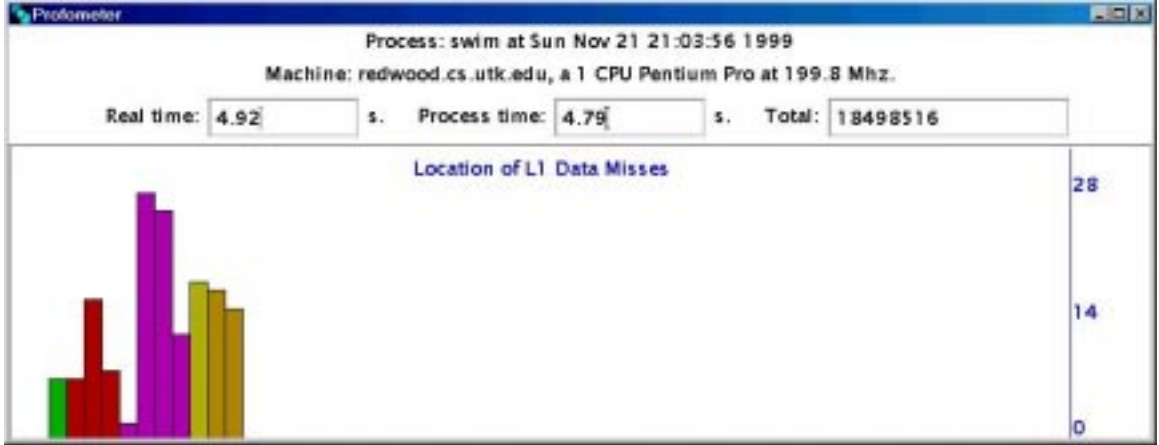 Profometer
Process: swim at Sun Nov 21 21:03:56 1999
Machine: redwood.cs.utk.edu, a 1 CPU Pentium Pro at 199.8 Mhz.
Real time: 4.92 s. Process time: 4.79 s. Total: 18498516
Location of L1 Data Misses
28
14
0